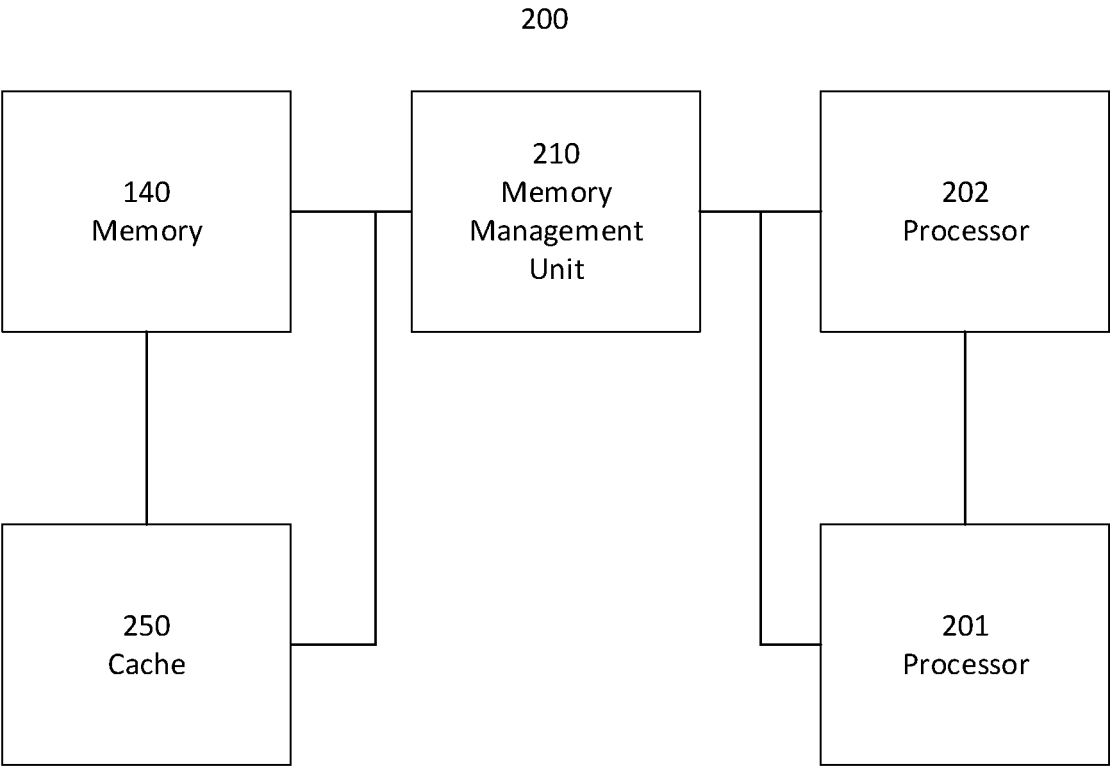 200
140
Memory
210
Memory
Management
Unit
202
Processor
250
Cache
201
Processor